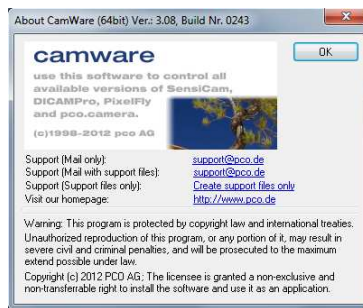 About CamWare (64bit) Ver.: 3.08, Build Nr. 0243
camware
OK
use this software to control all
available versions of SensiCam,
DICAMPro, PixelFly
and pco.camera.
(c)1998-2012 pco AG
Support (Mail only): support@pco.de
Support (Mail with support files): support@pco.de
Support (Support files only): Create support files only
Visit our homepage: http://www.pco.de
Warning: This program is protected by copyright law and international treaties.
Unauthorized reproduction of this program, or any portion of it, may result in
severe civil and criminal penalties, and will be prosecuted to the maximum
extend possible under law.
Copyright (c) 2012 PCO AG; The licensee is granted a non-exclusive and
non-transferrable right to install the software and use it as an application.